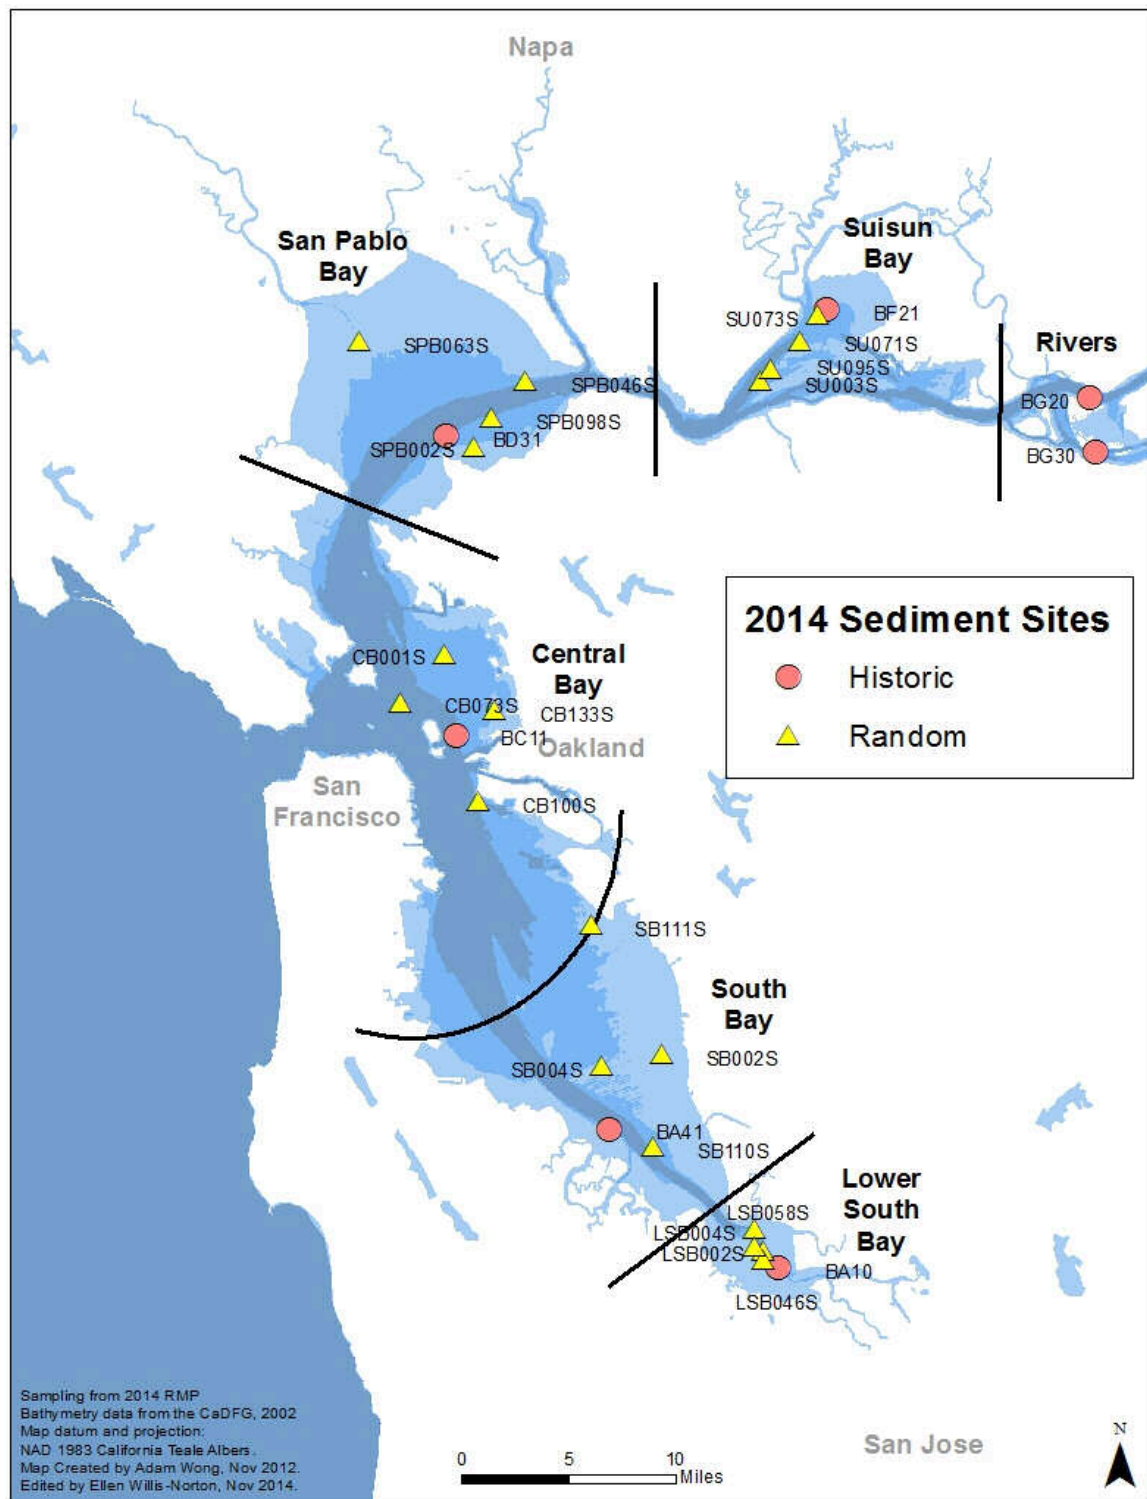 Napa
San Pablo
Bay
Suisun
Bay
SU073S
BF21
SPB063S
SU071S
Rivers
SU095S
SPB046S
SU003S
BG20
SPB098S
BD31
SPB002S
BG30
2014 Sediment Sites
Historic
Random
Central
Bay
CB001S
CB073S
CB133S
BC11
Oakland
San
Francisco
CB100S
SB111S
South
Bay
SB002S
SB004S
BA41
SB110S
Lower
South
Bay
LSB058S
LSB004S
LSB002S
BA10
LSB046S
San Jose
Sampling from 2014 RMP
Bathymetry data from the CaDFG, 2002
Map datum and projection:
NAD 1983 California Teale Albers.
Map Created by Adam Wong, Nov 2012.
Edited by Ellen Willis-Norton, Nov 2014.
0 5 10
Miles
N